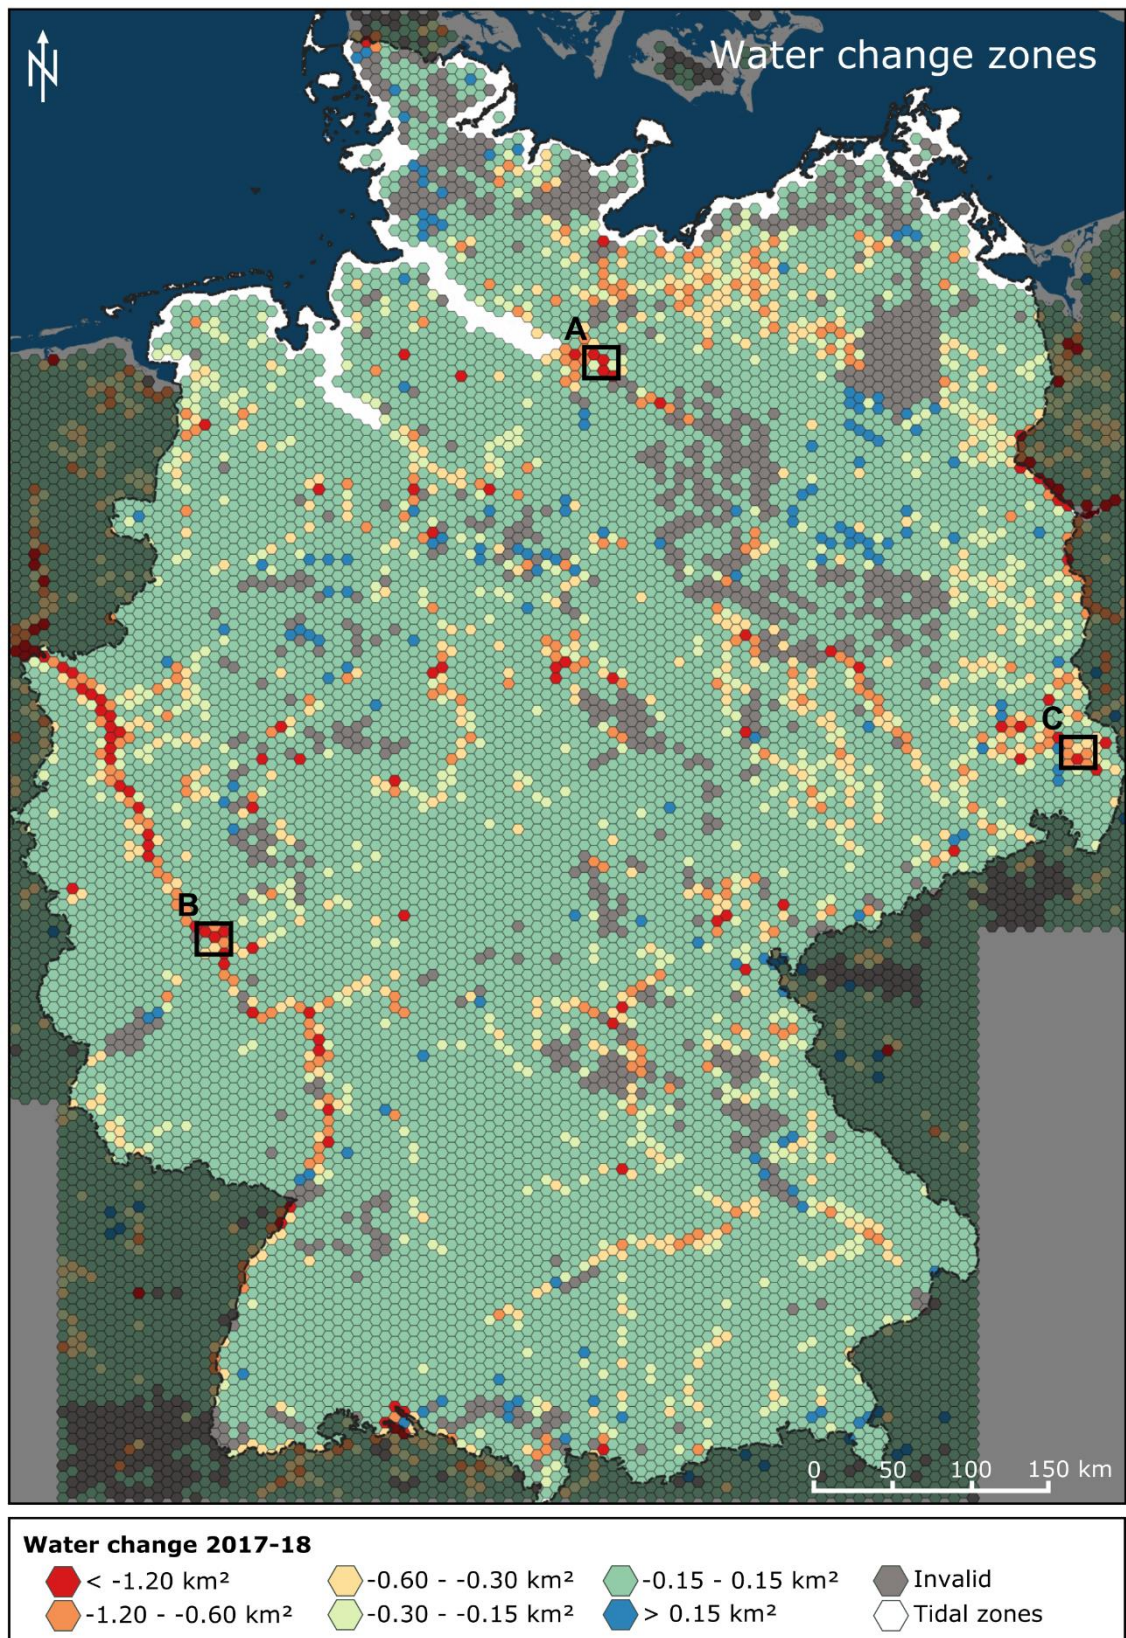 N
Water change zones
A
C
B
0 50 100 150 km
Water change 2017-18
< -1.20 km² -0.60 - -0.30 km² -0.15 - 0.15 km² Invalid
-1.20 - -0.60 km² -0.30 - -0.15 km² > 0.15 km² Tidal zones